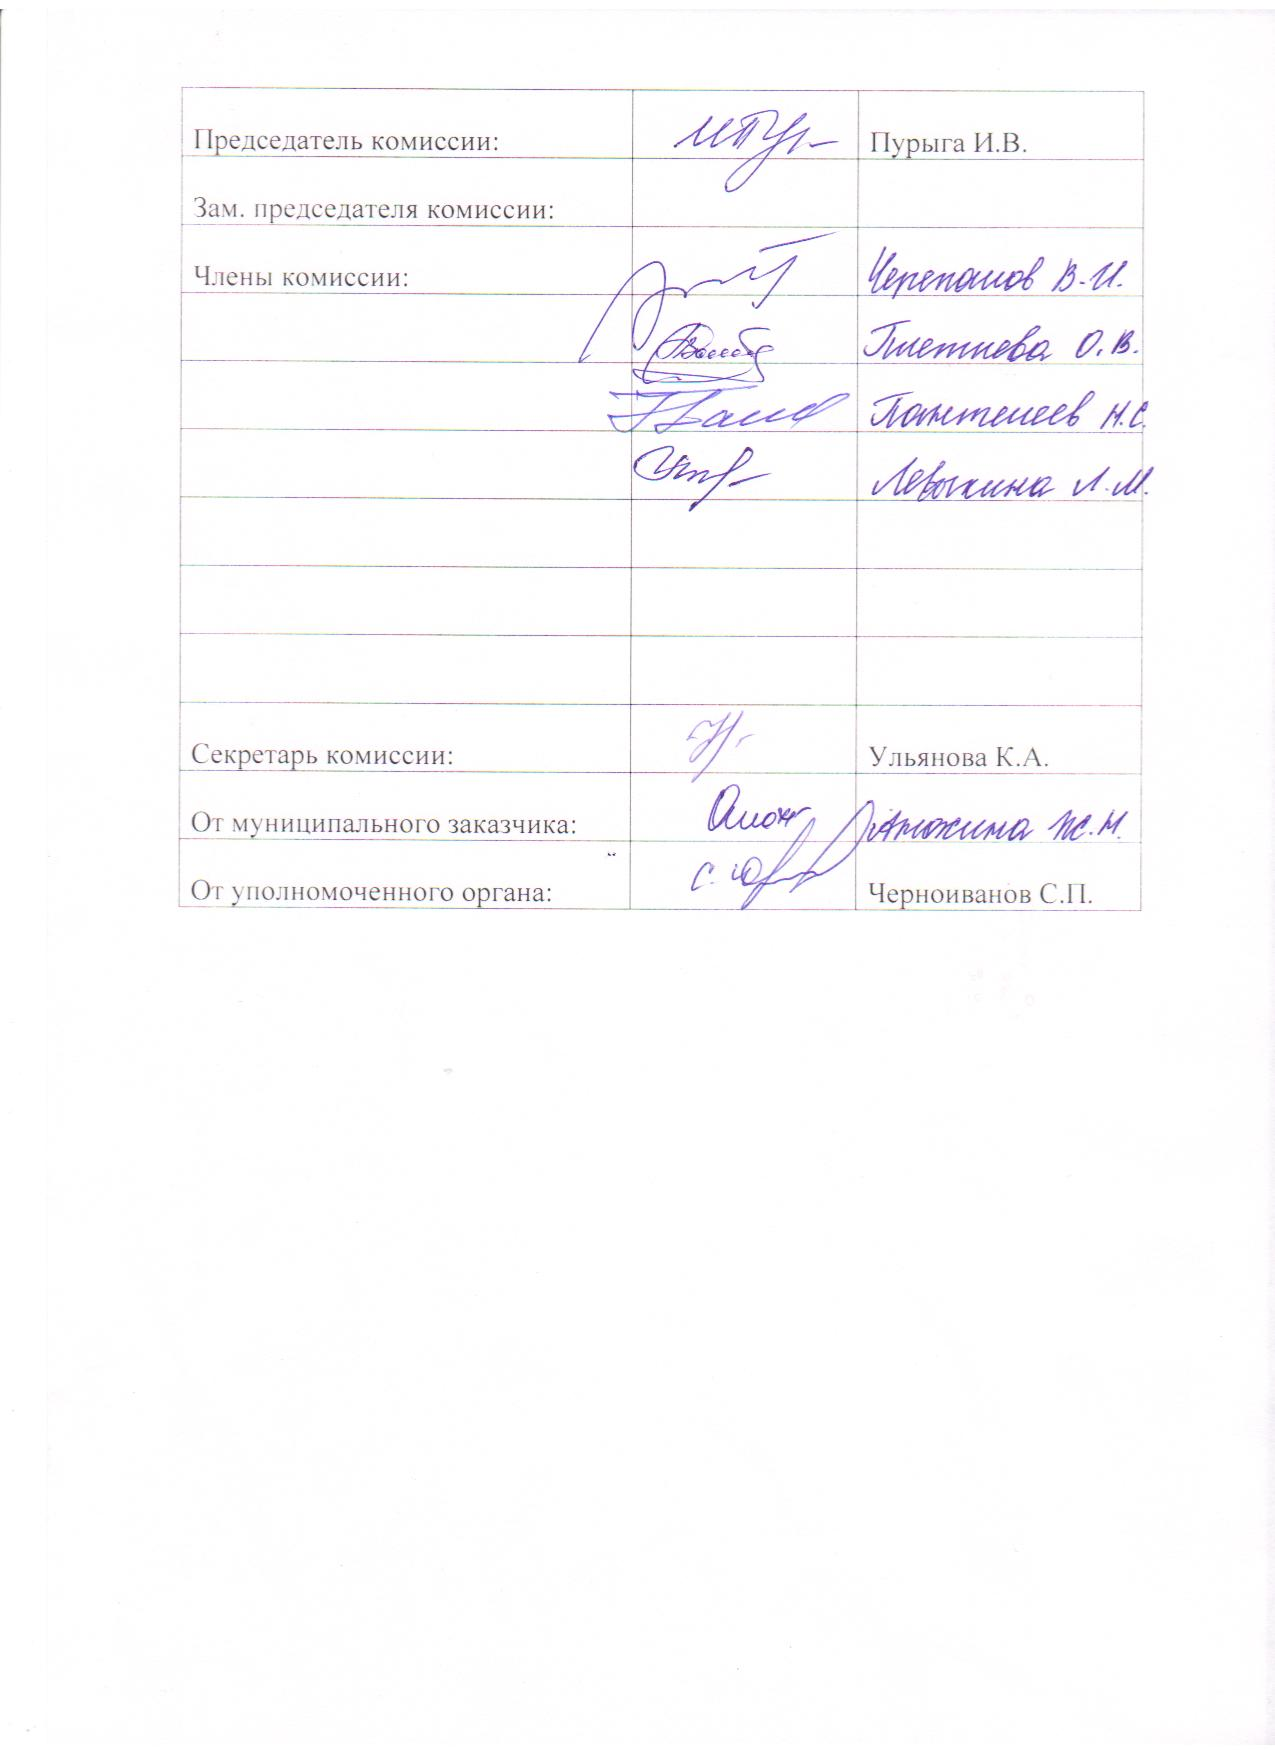 Председатель комиссии: Пурыга И.В.
Зам. председателя комиссии:
Члены комиссии: Черепанов В.И.
Плетнева О.В.
Пантелеев Н.С.
Левыкина Л.М.
Секретарь комиссии: Ульянова К.А.
От муниципального заказчика: Ж.Н.
От уполномоченного органа: Черноиванов С.П.